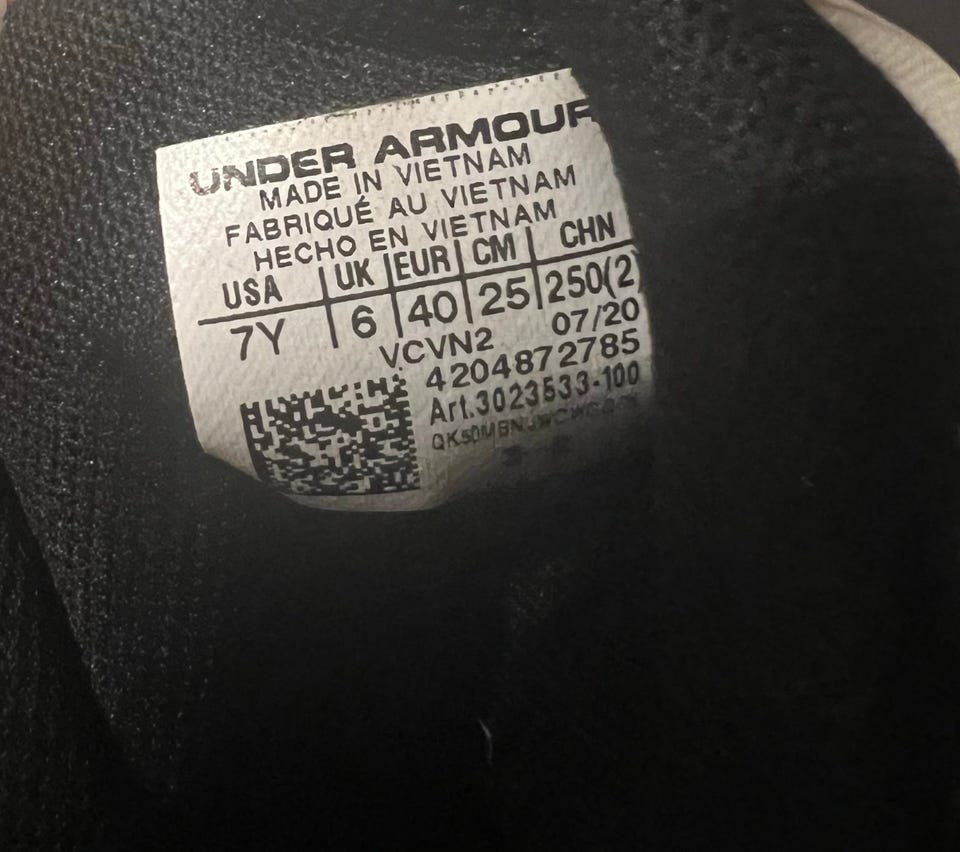 UNDER ARMOUR
MADE IN VIETNAM
FABRIQUÉ AU VIETNAM
HECHO EN VIETNAM
USA UK EUR CM CHN
7Y 6 40 25 250(2
VCVN2 07/20
4204872785
Art.3023533-100